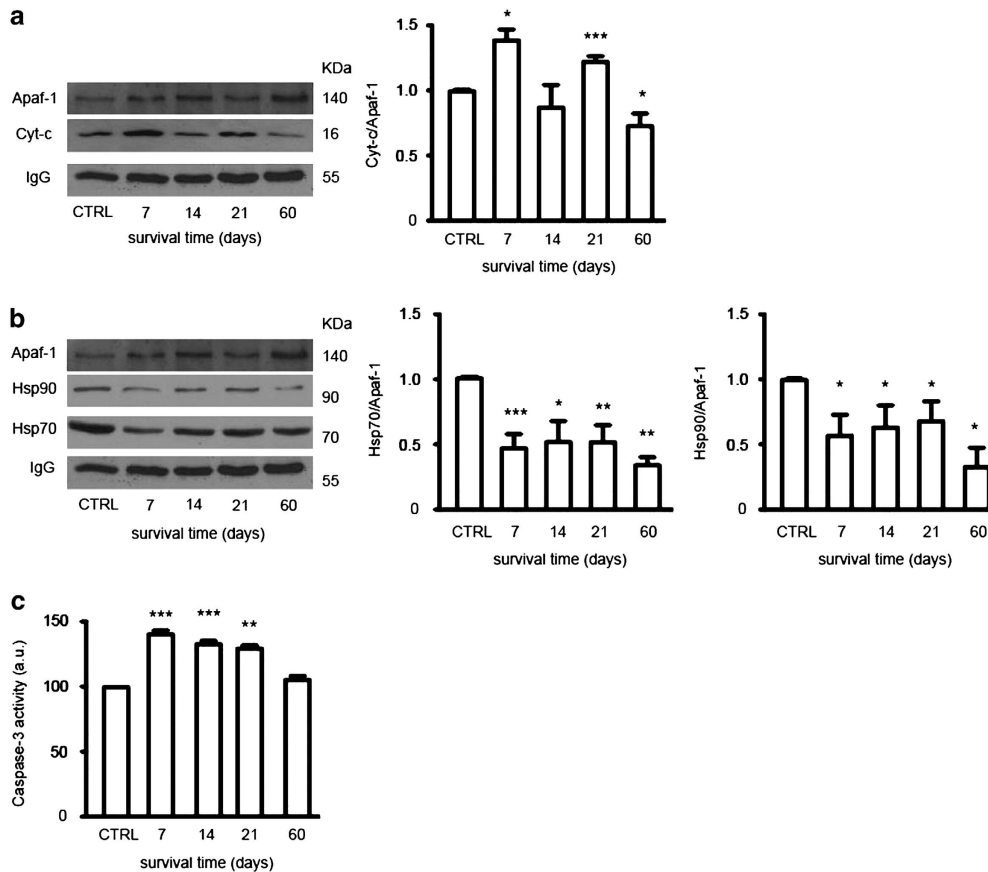 a
KDa
Apaf-1 140
Cyt-c 16
IgG 55
CTRL 7 14 21 60
survival time (days)
Cyt-c/Apaf-1
1.5
1.0
0.5
0
* *** *
CTRL 7 14 21 60
survival time (days)
b
KDa
Apaf-1 140
Hsp90 90
Hsp70 70
IgG 55
CTRL 7 14 21 60
survival time (days)
Hsp70/Apaf-1
1.5
1.0
0.5
0
*** * ** **
CTRL 7 14 21 60
survival time (days)
Hsp90/Apaf-1
1.5
1.0
0.5
0
* * * *
CTRL 7 14 21 60
survival time (days)
c
Caspase-3 activity (a.u.)
150
100
50
0
*** *** **
CTRL 7 14 21 60
survival time (days)